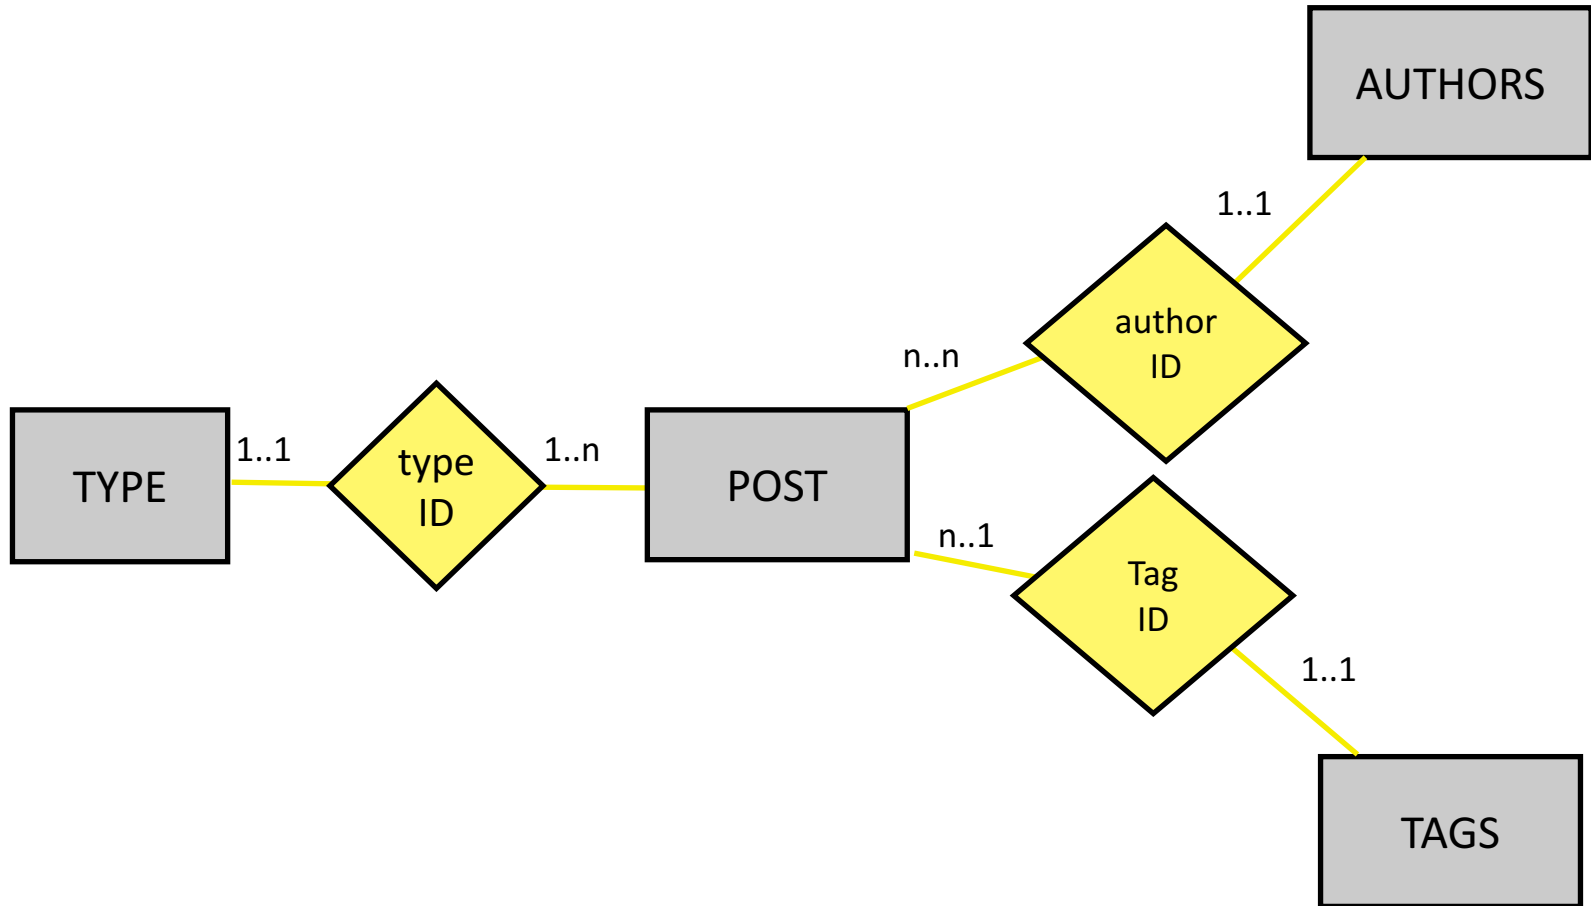 AUTHORS
1..1
author
ID
n..n
1..1
1..n
type
ID
TYPE
POST
n..1
Tag
ID
1..1
TAGS